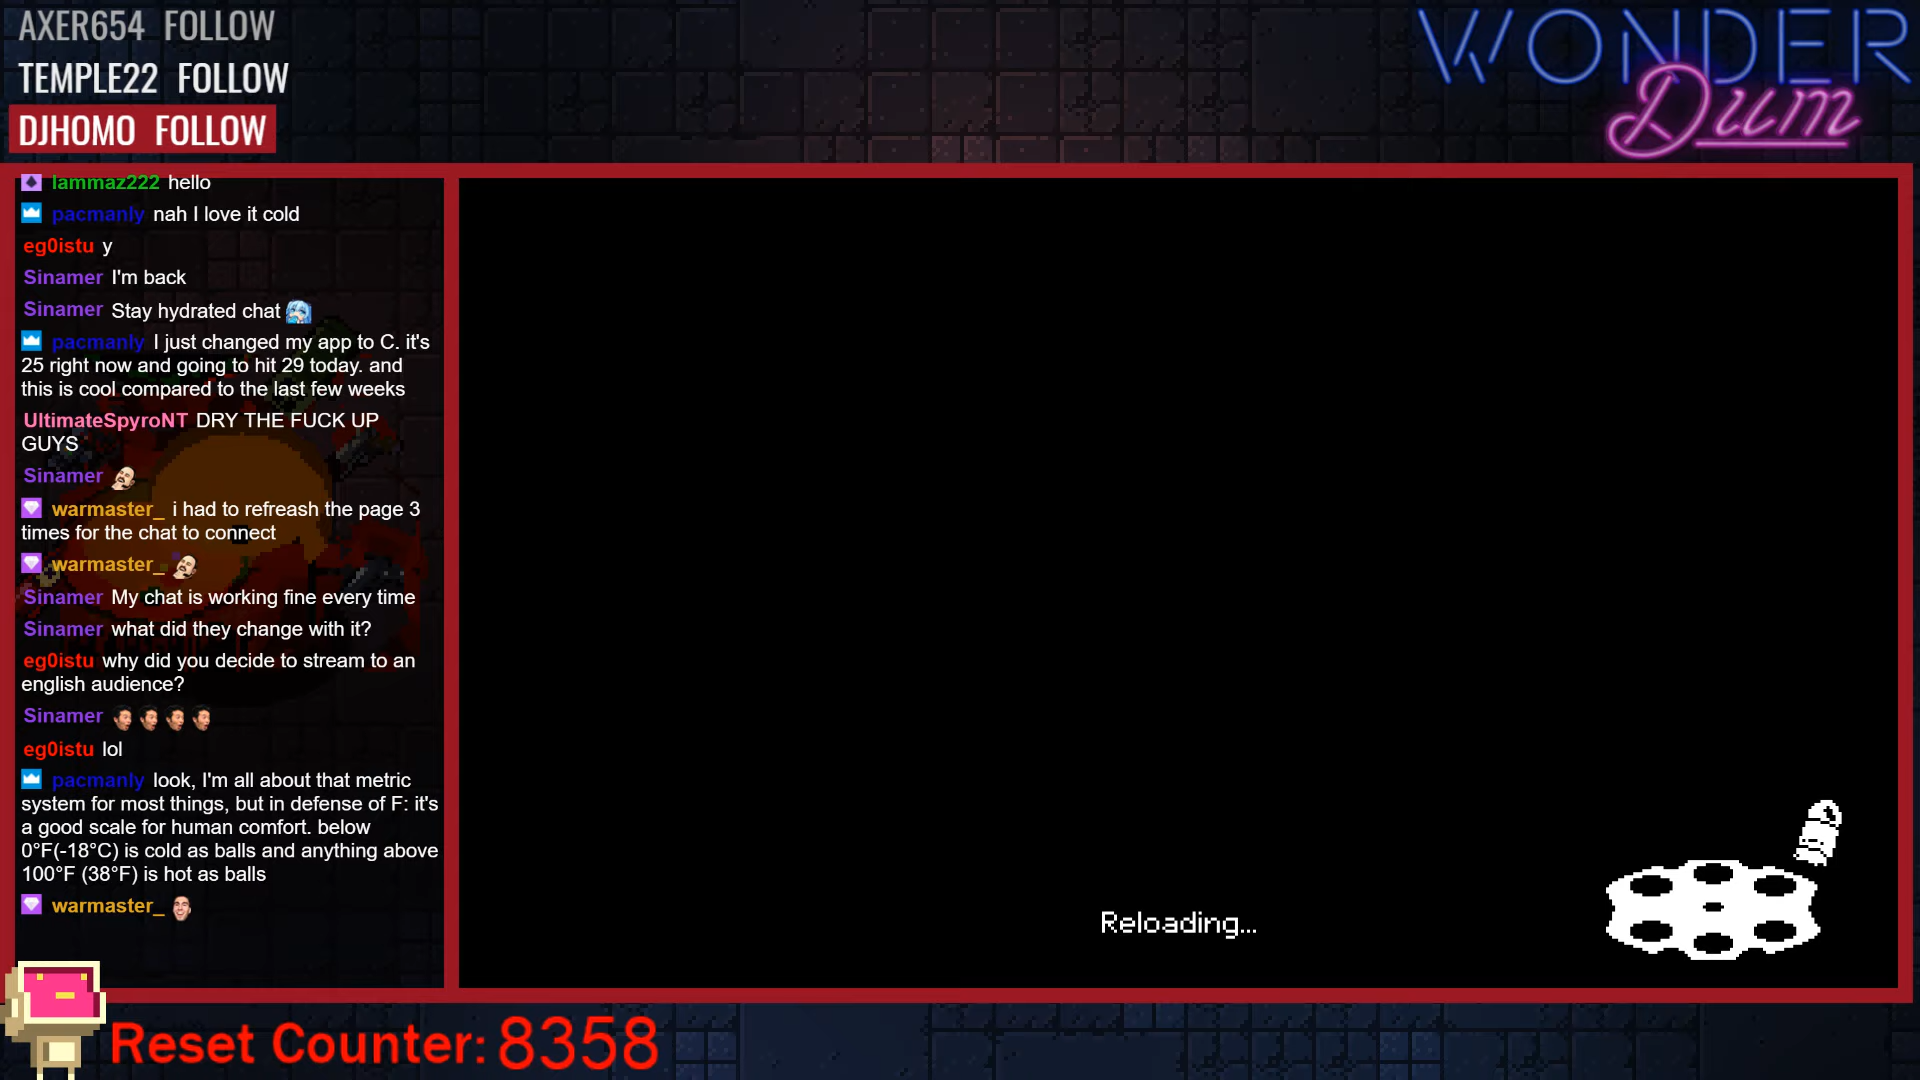 AXER654 FOLLOW
TEMPLE22 FOLLOW
DJHOMO FOLLOW
WONDER
Dum
lammaz222 hello
pacmanly nah I love it cold
eg0istu y
Sinamer I'm back
Sinamer Stay hydrated chat
pacmanly I just changed my app to C. it's
25 right now and going to hit 29 today. and
this is cool compared to the last few weeks
UltimateSpyroNT DRY THE FUCK UP
GUYS
Sinamer
warmaster_ i had to refreash the page 3
times for the chat to connect
warmaster_
Sinamer My chat is working fine every time
Sinamer what did they change with it?
eg0istu why did you decide to stream to an
english audience?
Sinamer
eg0istu lol
pacmanly look, I'm all about that metric
system for most things, but in defense of F: it's
a good scale for human comfort. below
0°F(-18°C) is cold as balls and anything above
100°F (38°F) is hot as balls
warmaster_
Reloading...
Reset Counter: 8358